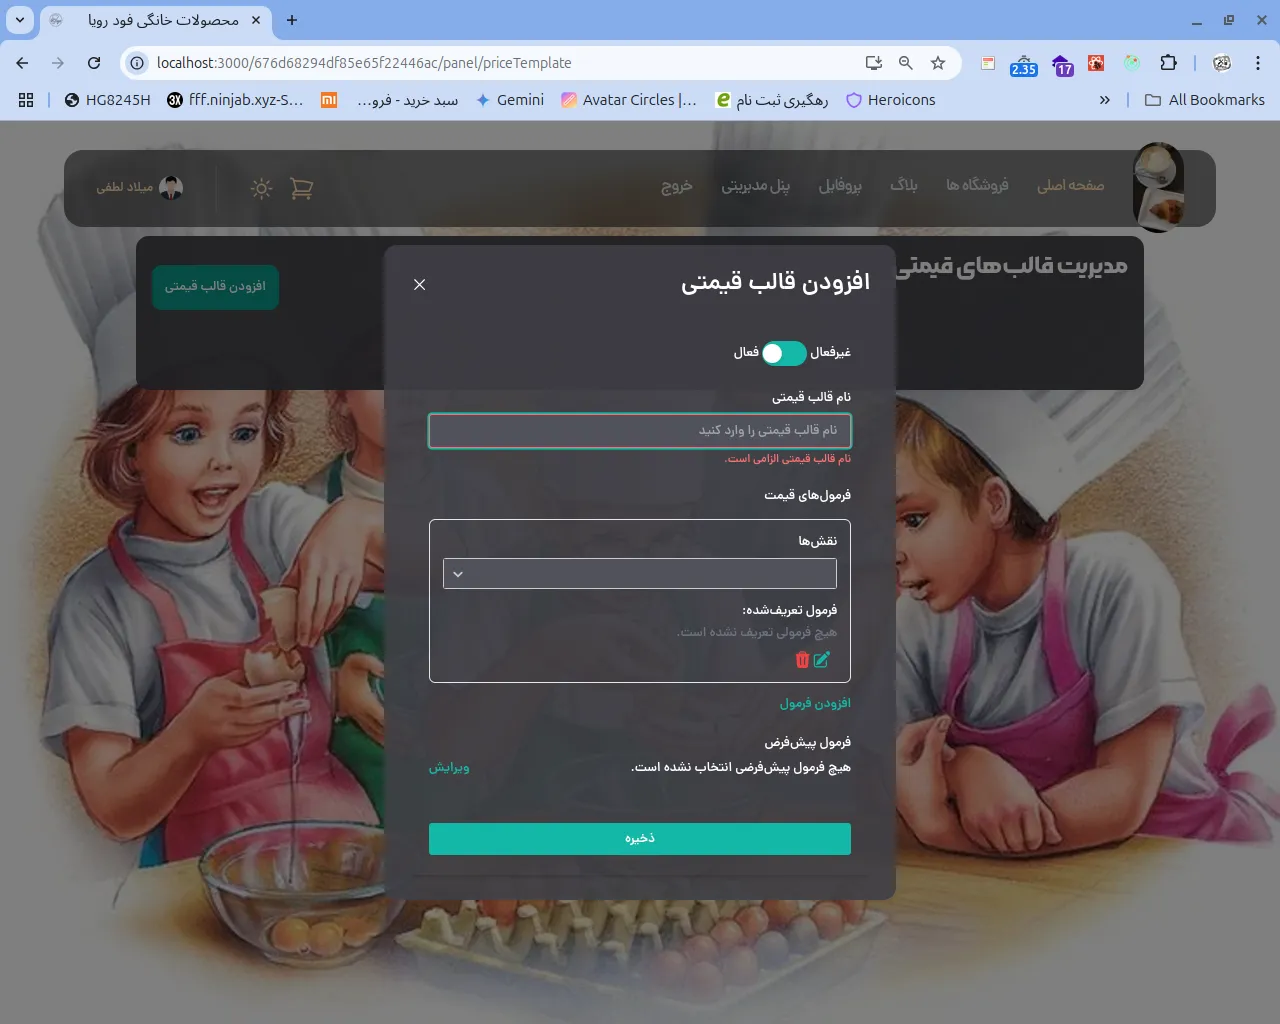 محصولات خانگی فود رویا
localhost:3000/676d68294df85e65f22446ac/panel/priceTemplate
2.35
17
HG8245H
fff.ninjab.xyz-S...
سبد خرید - فرو...
Gemini
Avatar Circles |...
رهگیری ثبت نام
Heroicons
All Bookmarks
صفحه اصلی
فروشگاه ها
بلاگ
پروفایل
پنل مدیریتی
خروج
میلاد لطفی
مدیریت قالب‌های قیمتی
افزودن قالب قیمتی
افزودن قالب قیمتی
غیرفعال
فعال
نام قالب قیمتی
نام قالب قیمتی را وارد کنید
نام قالب قیمتی الزامی است.
فرمول‌های قیمت
نقش‌ها
فرمول تعریف‌شده:
هیچ فرمولی تعریف نشده است.
افزودن فرمول
فرمول پیش‌فرض
هیچ فرمول پیش‌فرضی انتخاب نشده است.
ویرایش
ذخیره